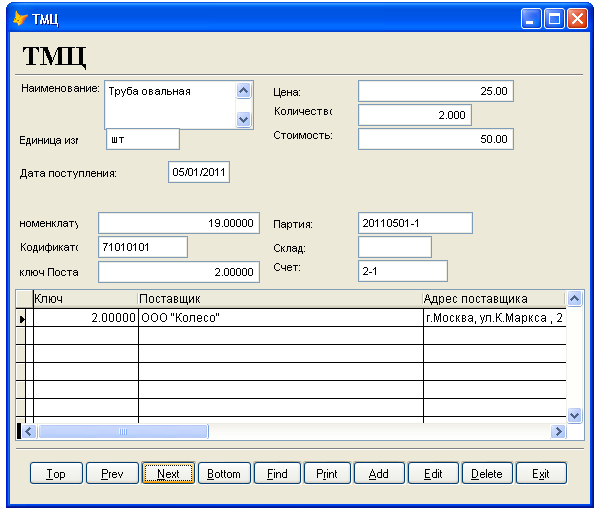 ТМЦ
ТМЦ
Наименование: Труба овальная
Цена: 25.00
Количество 2.000
Единица изм шт
Стоимость: 50.00
Дата поступления: 05/01/2011
номенклату 19.00000
Партия: 20110501-1
Кодификато 71010101
Склад:
ключ Поста 2.00000
Счет: 2-1
Ключ Поставщик Адрес поставщика
2.00000 ООО "Колесо" г.Москва, ул.К.Маркса , 2
Top Prev Next Bottom Find Print Add Edit Delete Exit